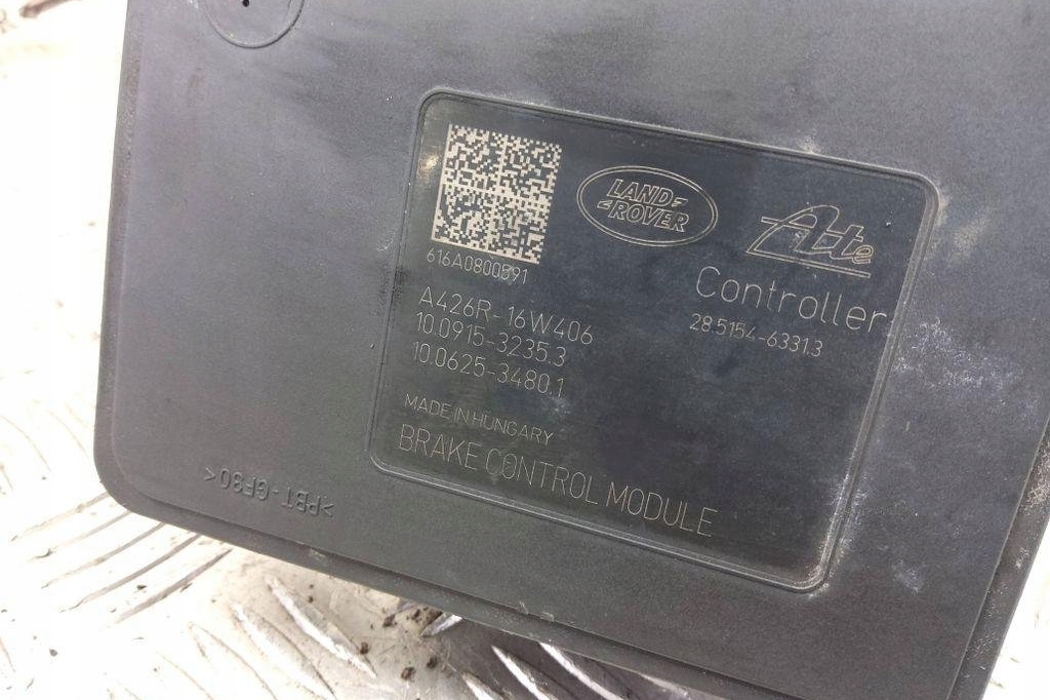 LAND-
-ROVER
Ate
616A0800591
Controller
28.5154-6331.3
A426R-16W406
10.0915-3235.3
10.0625-3480.1
MADE IN HUNGARY
BRAKE CONTROL MODULE
>PBT-GF30<